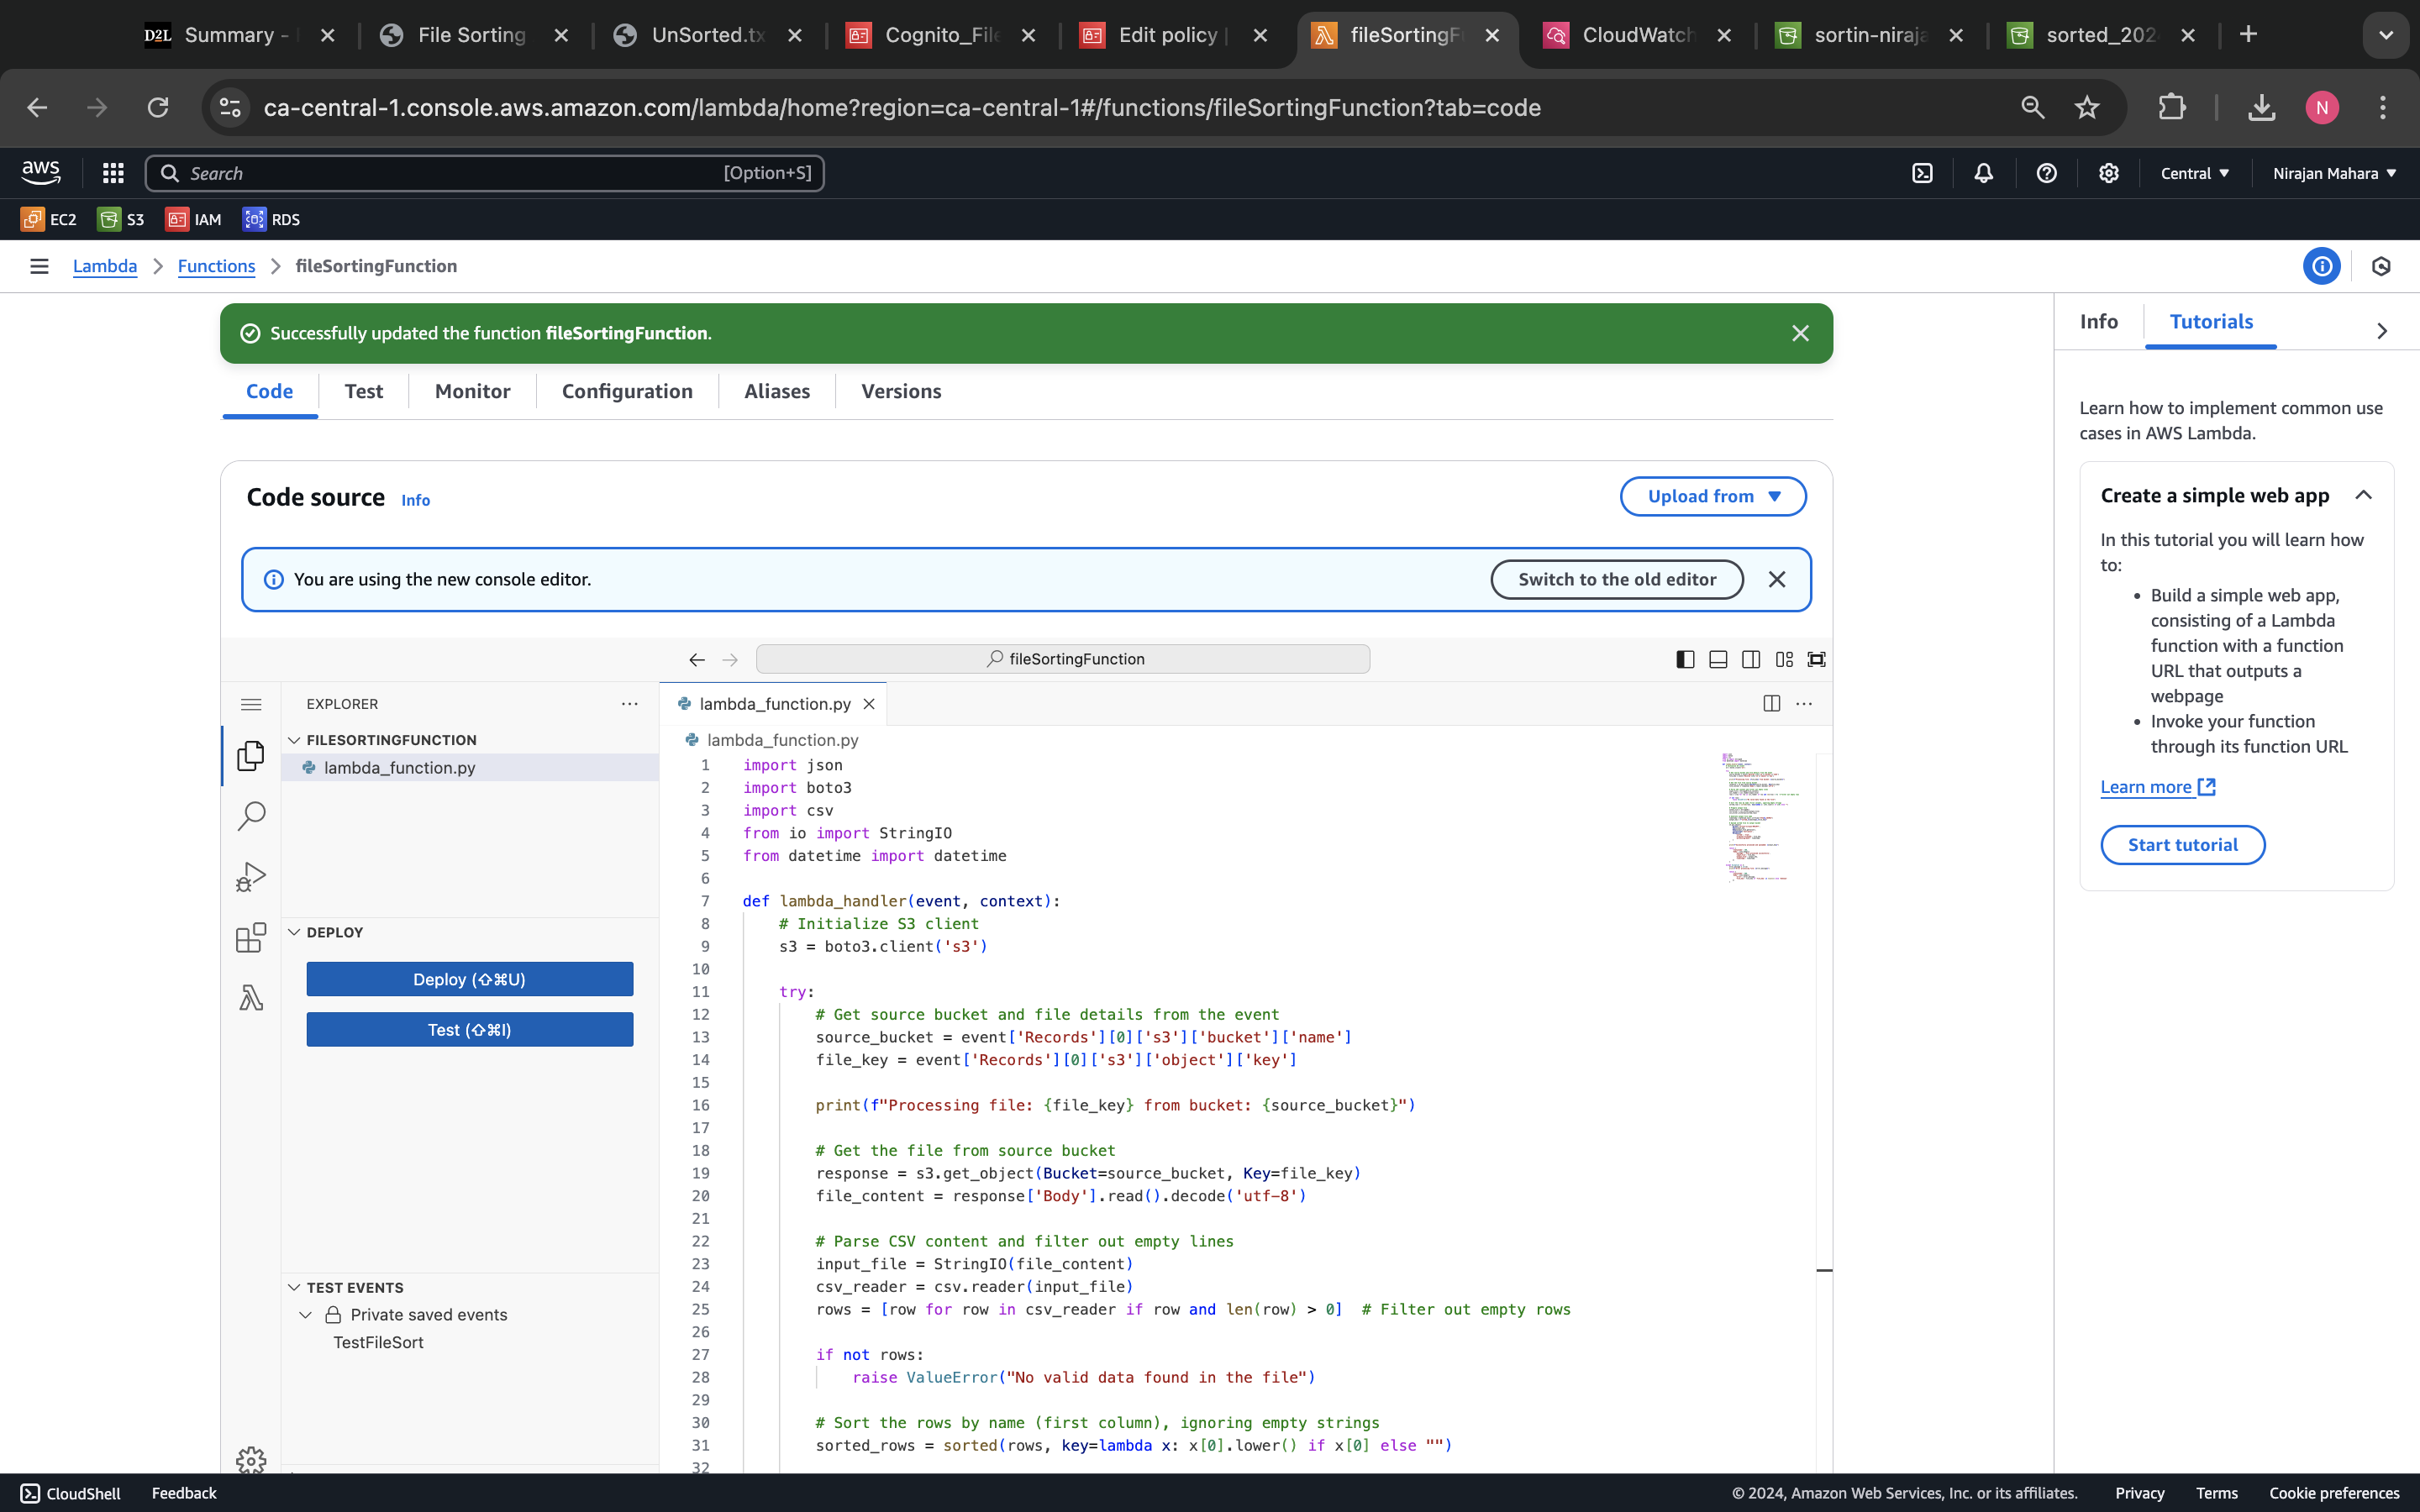 D2L Summary -
File Sorting
UnSorted.tx
Cognito_File
Edit policy |
fileSortingF
CloudWatch
sortin-niraja
sorted_202
ca-central-1.console.aws.amazon.com/lambda/home?region=ca-central-1#/functions/fileSortingFunction?tab=code
N
aws
Search
[Option+S]
Central ▼
Nirajan Mahara ▼
EC2
S3
IAM
RDS
Lambda > Functions > fileSortingFunction
Successfully updated the function fileSortingFunction.
Code
Test
Monitor
Configuration
Aliases
Versions
Code source Info
Upload from ▼
You are using the new console editor.
Switch to the old editor
fileSortingFunction
EXPLORER
FILESORTINGFUNCTION
lambda_function.py
DEPLOY
Deploy (⇧⌘U)
Test (⇧⌘I)
TEST EVENTS
Private saved events
TestFileSort
lambda_function.py
lambda_function.py
1 import json
2 import boto3
3 import csv
4 from io import StringIO
5 from datetime import datetime
6
7 def lambda_handler(event, context):
8 # Initialize S3 client
9 s3 = boto3.client('s3')
10
11 try:
12 # Get source bucket and file details from the event
13 source_bucket = event['Records'][0]['s3']['bucket']['name']
14 file_key = event['Records'][0]['s3']['object']['key']
15
16 print(f"Processing file: {file_key} from bucket: {source_bucket}")
17
18 # Get the file from source bucket
19 response = s3.get_object(Bucket=source_bucket, Key=file_key)
20 file_content = response['Body'].read().decode('utf-8')
21
22 # Parse CSV content and filter out empty lines
23 input_file = StringIO(file_content)
24 csv_reader = csv.reader(input_file)
25 rows = [row for row in csv_reader if row and len(row) > 0] # Filter out empty rows
26
27 if not rows:
28 raise ValueError("No valid data found in the file")
29
30 # Sort the rows by name (first column), ignoring empty strings
31 sorted_rows = sorted(rows, key=lambda x: x[0].lower() if x[0] else "")
32
Info
Tutorials
Learn how to implement common use
cases in AWS Lambda.
Create a simple web app
In this tutorial you will learn how
to:
• Build a simple web app,
consisting of a Lambda
function with a function
URL that outputs a
webpage
• Invoke your function
through its function URL
Learn more
Start tutorial
CloudShell
Feedback
© 2024, Amazon Web Services, Inc. or its affiliates.
Privacy
Terms
Cookie preferences